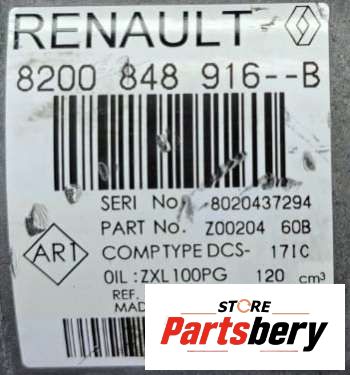 RENAULT
8200 848 916--B
SERI No. 8020437294
PART No. Z00204 60B
AR1
COMPTYPE DCS- 171C
OIL :ZXL100PG 120 cm³
REF.
MAD
STORE
Partsbery